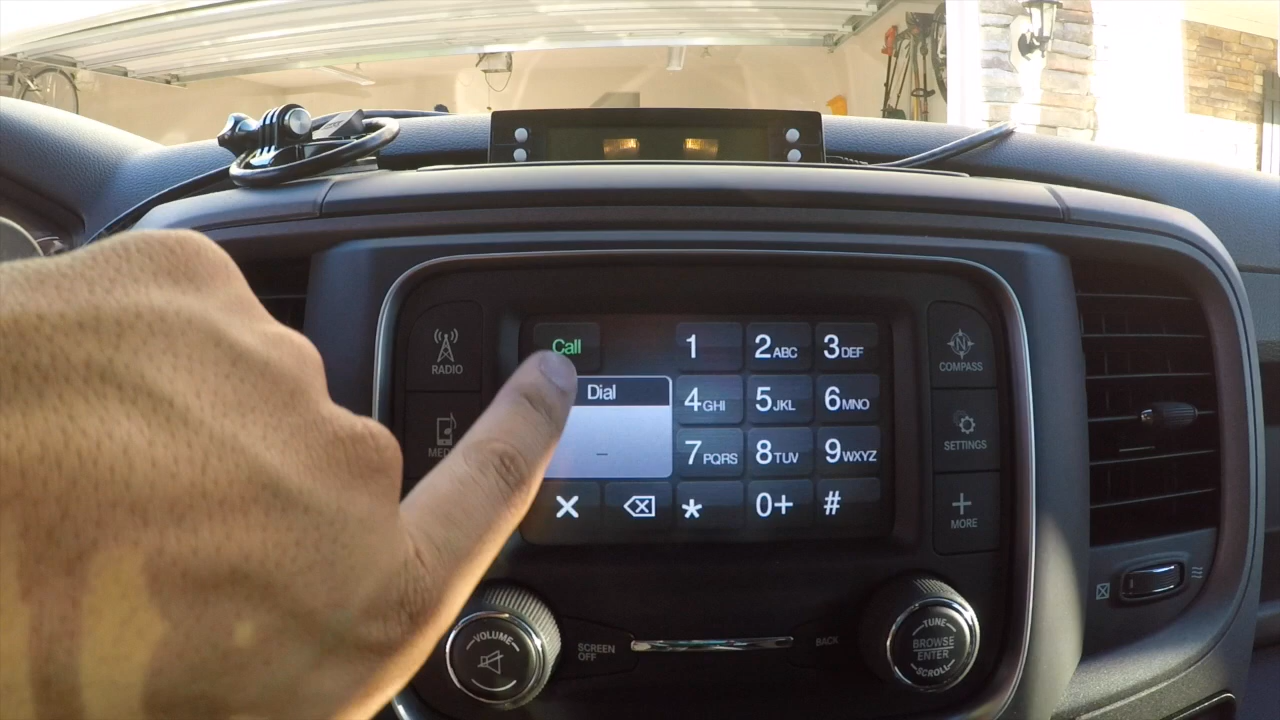 Call
1
2ABC
3DEF
RADIO
N
COMPASS
Dial
4GHI
5JKL
6MNO
_
7PQRS
8TUV
9WXYZ
SETTINGS
*
0+
#
MORE
VOLUME
SCREEN
OFF
BACK
TUNE
BROWSE
ENTER
SCROLL